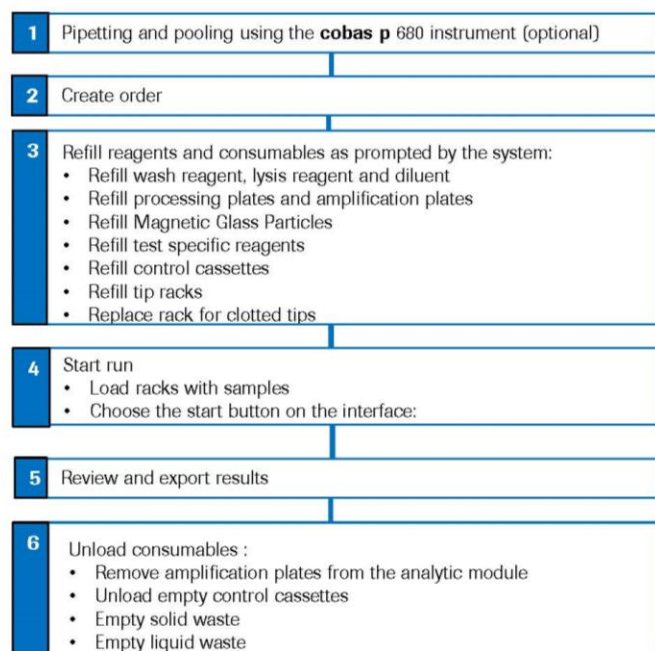 1 Pipetting and pooling using the cobas p 680 instrument (optional)
2 Create order
3 Refill reagents and consumables as prompted by the system:
• Refill wash reagent, lysis reagent and diluent
• Refill processing plates and amplification plates
• Refill Magnetic Glass Particles
• Refill test specific reagents
• Refill control cassettes
• Refill tip racks
• Replace rack for clotted tips
4 Start run
• Load racks with samples
• Choose the start button on the interface:
5 Review and export results
6 Unload consumables :
• Remove amplification plates from the analytic module
• Unload empty control cassettes
• Empty solid waste
• Empty liquid waste